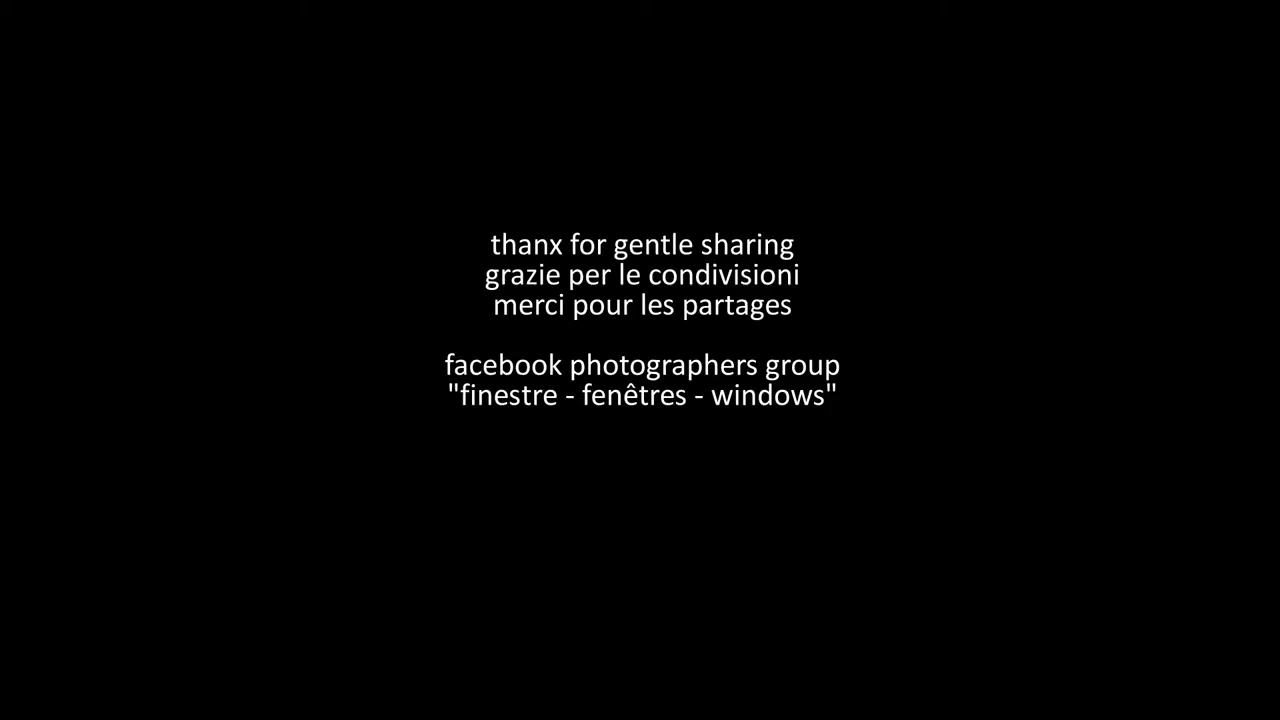 thanx for gentle sharing
grazie per le condivisioni
merci pour les partages
facebook photographers group
"finestre - fenêtres - windows"